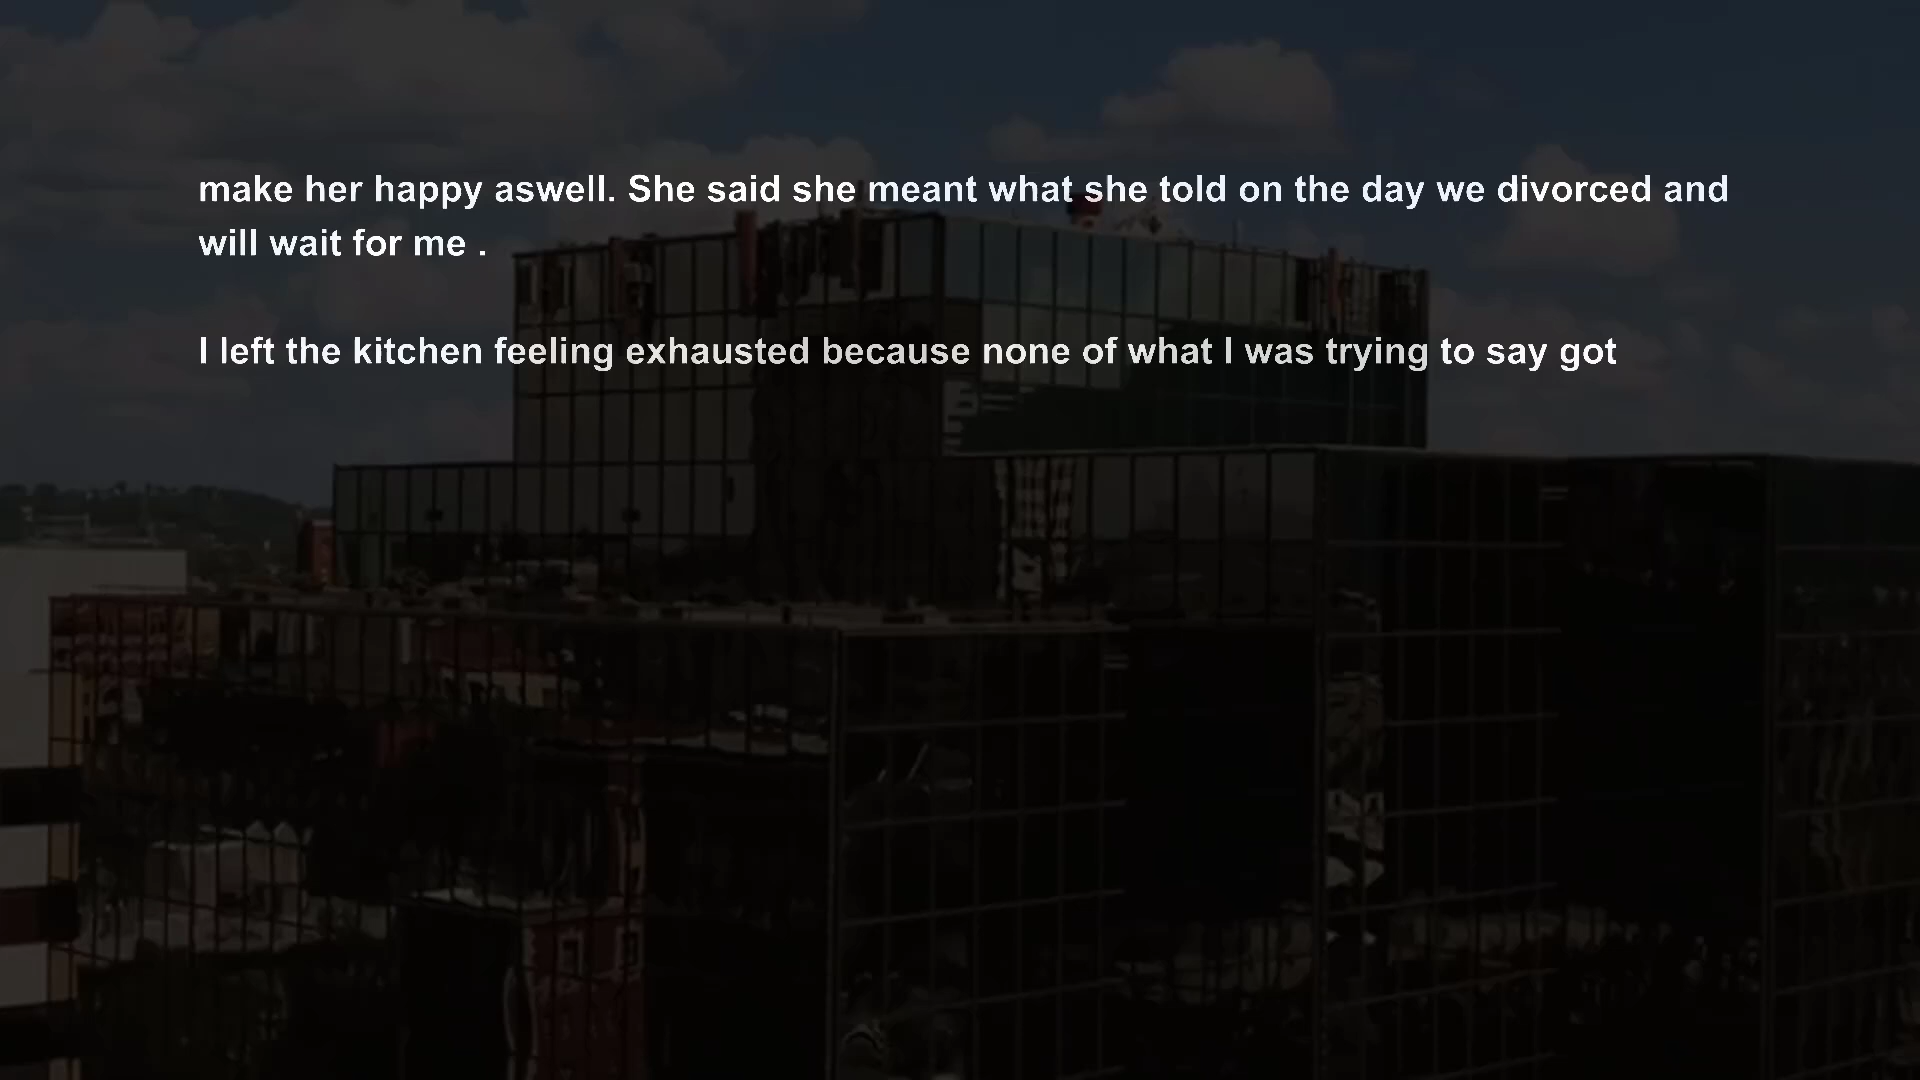 make her happy aswell. She said she meant what she told on the day we divorced and
will wait for me .
I left the kitchen feeling exhausted because none of what I was trying to say got